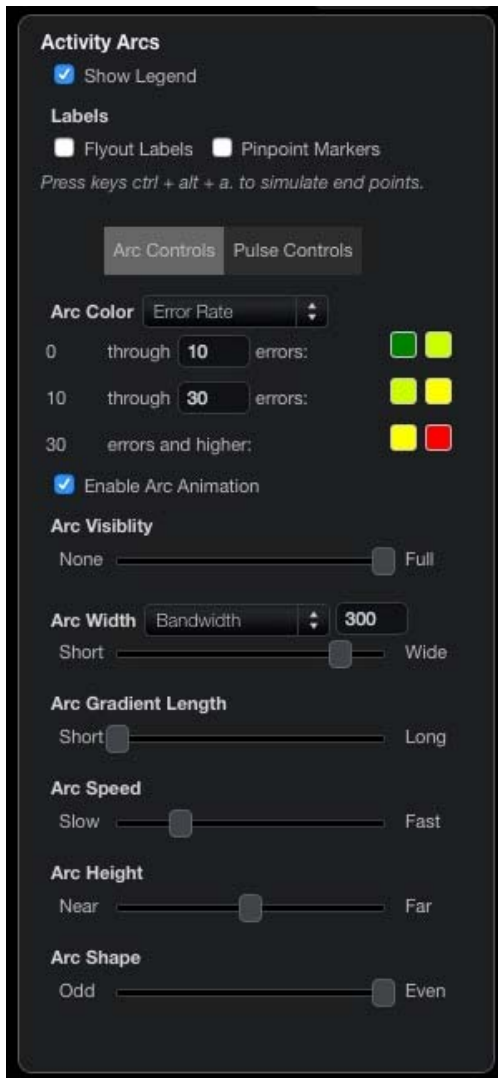 Activity Arcs
Show Legend
Labels
Flyout Labels Pinpoint Markers
Press keys ctrl + alt + a. to simulate end points.
Arc Controls Pulse Controls
Arc Color Error Rate
0 through 10 errors:
10 through 30 errors:
30 errors and higher:
Enable Arc Animation
Arc Visiblity
None Full
Arc Width Bandwidth 300
Short Wide
Arc Gradient Length
Short Long
Arc Speed
Slow Fast
Arc Height
Near Far
Arc Shape
Odd Even